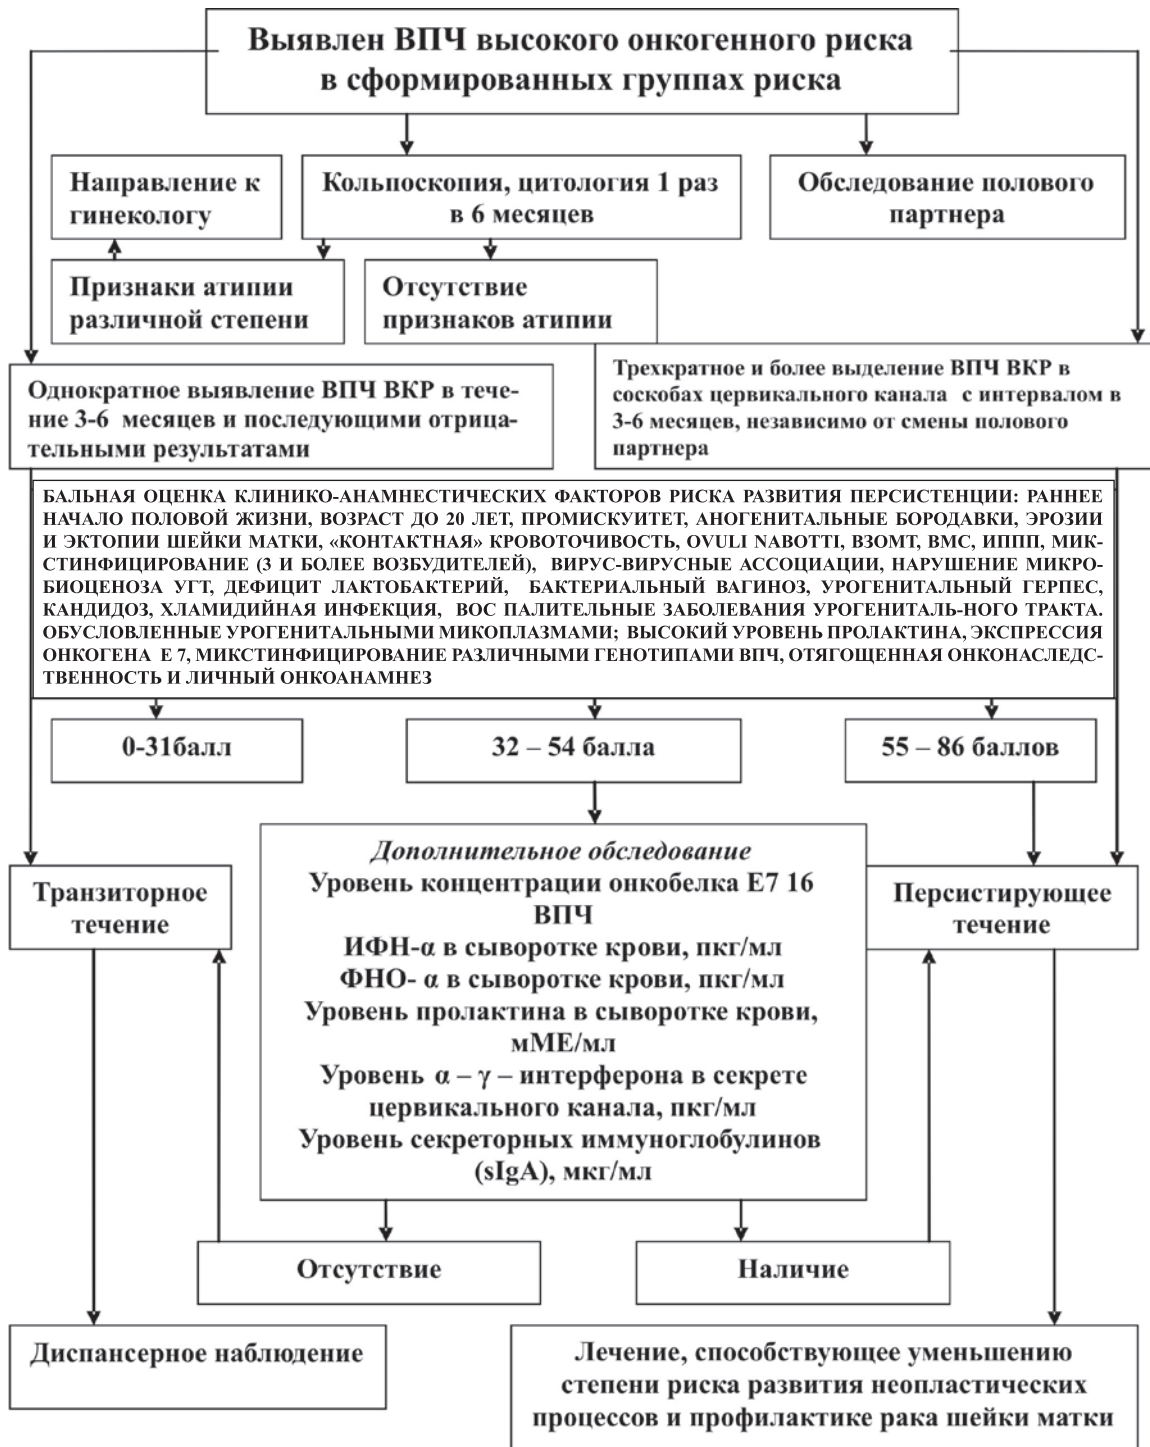 Выявлен ВПЧ высокого онкогенного риска
в сформированных группах риска
Направление к
гинекологу
Кольпоскопия, цитология 1 раз
в 6 месяцев
Обследование полового
партнера
Признаки атипии
различной степени
Отсутствие
признаков атипии
Однократное выявление ВПЧ ВКР в тече-
ние 3-6 месяцев и последующими отрица-
тельными результатами
Трехкратное и более выделение ВПЧ ВКР в
соскобах цервикального канала с интервалом в
3-6 месяцев, независимо от смены полового
партнера
БАЛЬНАЯ ОЦЕНКА КЛИНИКО-АНАМНЕСТИЧЕСКИХ ФАКТОРОВ РИСКА РАЗВИТИЯ ПЕРСИСТЕНЦИИ: РАННЕЕ
НАЧАЛО ПОЛОВОЙ ЖИЗНИ, ВОЗРАСТ ДО 20 ЛЕТ, ПРОМИСКУИТЕТ, АНОГЕНИТАЛЬНЫЕ БОРОДАВКИ, ЭРОЗИИ
И ЭКТОПИИ ШЕЙКИ МАТКИ, «КОНТАКТНАЯ» КРОВОТОЧИВОСТЬ, OVULI NABOTTI, ВЗОМТ, ВМС, ИППП, МИК-
СТИНФИЦИРОВАНИЕ (3 И БОЛЕЕ ВОЗБУДИТЕЛЕЙ), ВИРУС-ВИРУСНЫЕ АССОЦИАЦИИ, НАРУШЕНИЕ МИКРО-
БИОЦЕНОЗА УГТ, ДЕФИЦИТ ЛАКТОБАКТЕРИЙ, БАКТЕРИАЛЬНЫЙ ВАГИНОЗ, УРОГЕНИТАЛЬНЫЙ ГЕРПЕС,
КАНДИДОЗ, ХЛАМИДИЙНАЯ ИНФЕКЦИЯ, ВОС ПАЛИТЕЛЬНЫЕ ЗАБОЛЕВАНИЯ УРОГЕНИТАЛЬ-НОГО ТРАКТА.
ОБУСЛОВЛЕННЫЕ УРОГЕНИТАЛЬНЫМИ МИКОПЛАЗМАМИ; ВЫСОКИЙ УРОВЕНЬ ПРОЛАКТИНА, ЭКСПРЕССИЯ
ОНКОГЕНА Е 7, МИКСТИНФИЦИРОВАНИЕ РАЗЛИЧНЫМИ ГЕНОТИПАМИ ВПЧ, ОТЯГОЩЕННАЯ ОНКОНАСЛЕДС-
ТВЕННОСТЬ И ЛИЧНЫЙ ОНКОАНАМНЕЗ
0-31балл
32 – 54 балла
55 – 86 баллов
Дополнительное обследование
Уровень концентрации онкобелка Е7 16
ВПЧ
ИФН-α в сыворотке крови, пкг/мл
ФНО- α в сыворотке крови, пкг/мл
Уровень пролактина в сыворотке крови,
мМЕ/мл
Уровень α – γ – интерферона в секрете
цервикального канала, пкг/мл
Уровень секреторных иммуноглобулинов
(sIgA), мкг/мл
Транзиторное
течение
Персистирующее
течение
Отсутствие
Наличие
Диспансерное наблюдение
Лечение, способствующее уменьшению
степени риска развития неопластических
процессов и профилактике рака шейки матки